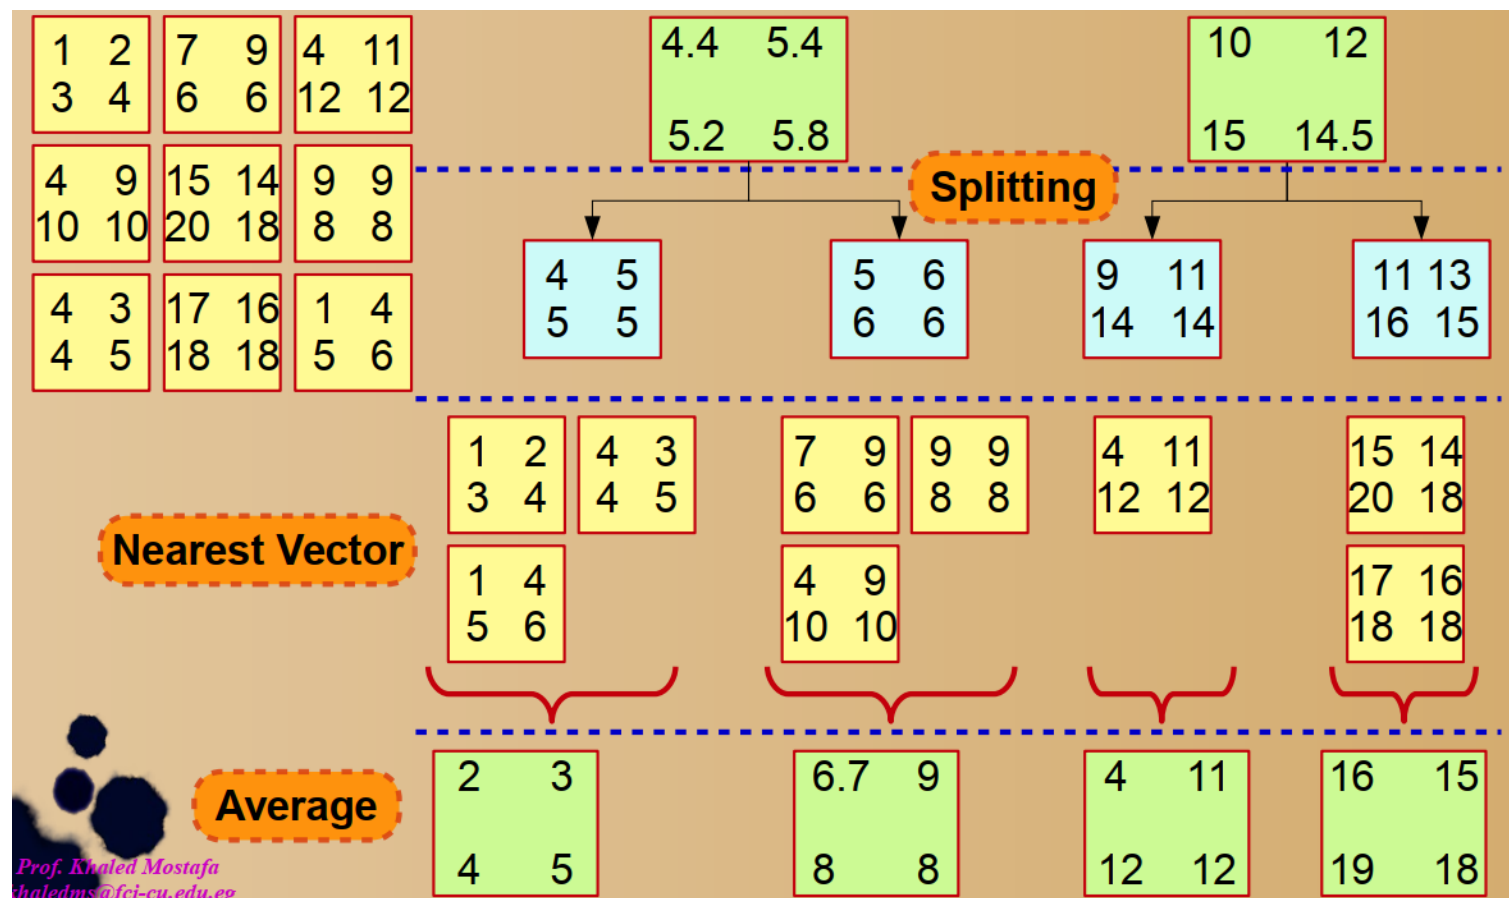 1 2 7 9 4 11
3 4 6 6 12 12
4 9 15 14 9 9
10 10 20 18 8 8
4 3 17 16 1 4
4 5 18 18 5 6
4.4 5.4 10 12
5.2 5.8 15 14.5
Splitting
4 5 5 6 9 11 11 13
5 5 6 6 14 14 16 15
1 2 4 3 7 9 9 9 4 11 15 14
3 4 4 5 6 6 8 8 12 12 20 18
Nearest Vector
1 4 4 9 17 16
5 6 10 10 18 18
2 3 6.7 9 4 11 16 15
Average
4 5 8 8 12 12 19 18
Prof. Khaled Mostafa
khaledms@fci-cu.edu.eg